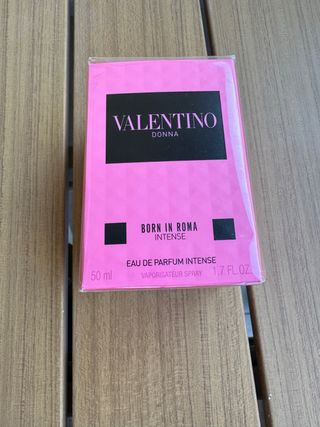 VALENTINO
DONNA
BORN IN ROMA
INTENSE
EAU DE PARFUM INTENSE
50 ml VAPORISATEUR SPRAY 1.7 FL.OZ.